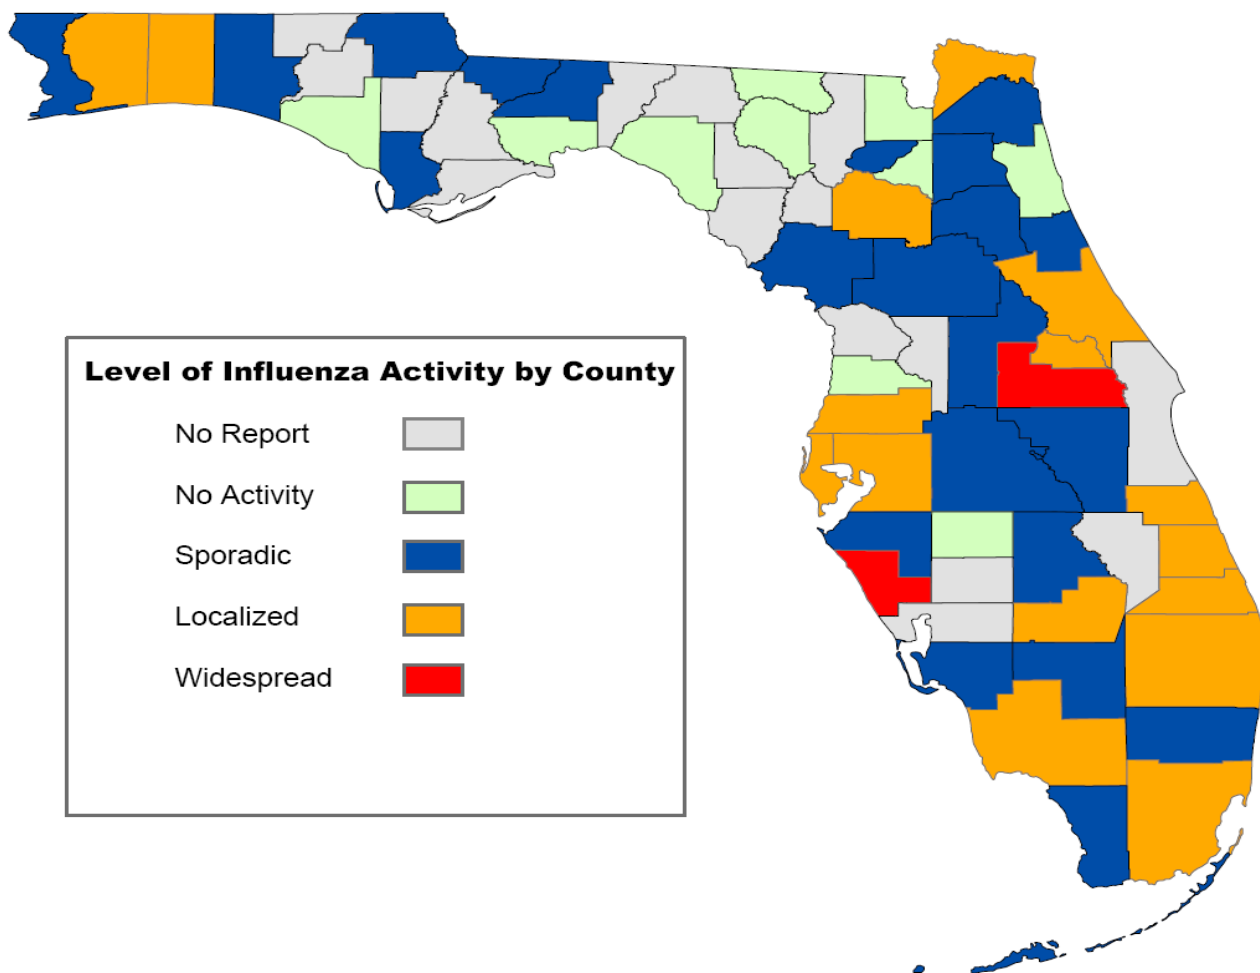 Level of Influenza Activity by County
No Report
No Activity
Sporadic
Localized
Widespread